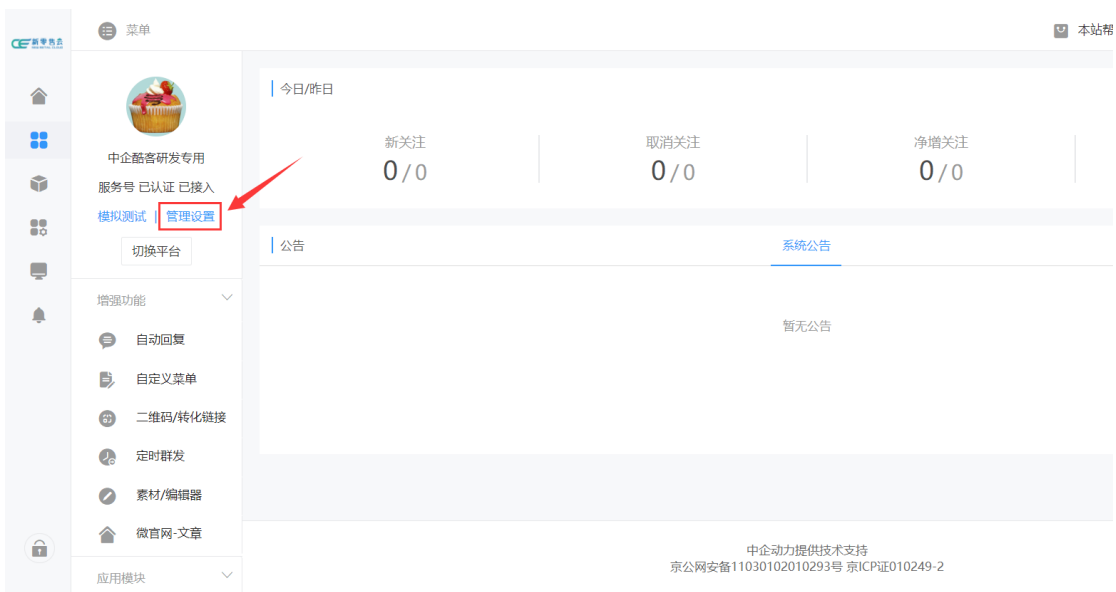 CE新零售云
菜单
本站帮
中企酷客研发专用
服务号 已认证 已接入
模拟测试 | 管理设置
切换平台
增强功能
自动回复
自定义菜单
二维码/转化链接
定时群发
素材/编辑器
微官网-文章
应用模块
今日/昨日
新关注
0/0
取消关注
0/0
净增关注
0/0
公告
系统公告
暂无公告
中企动力提供技术支持
京公网安备11030102010293号 京ICP证010249-2